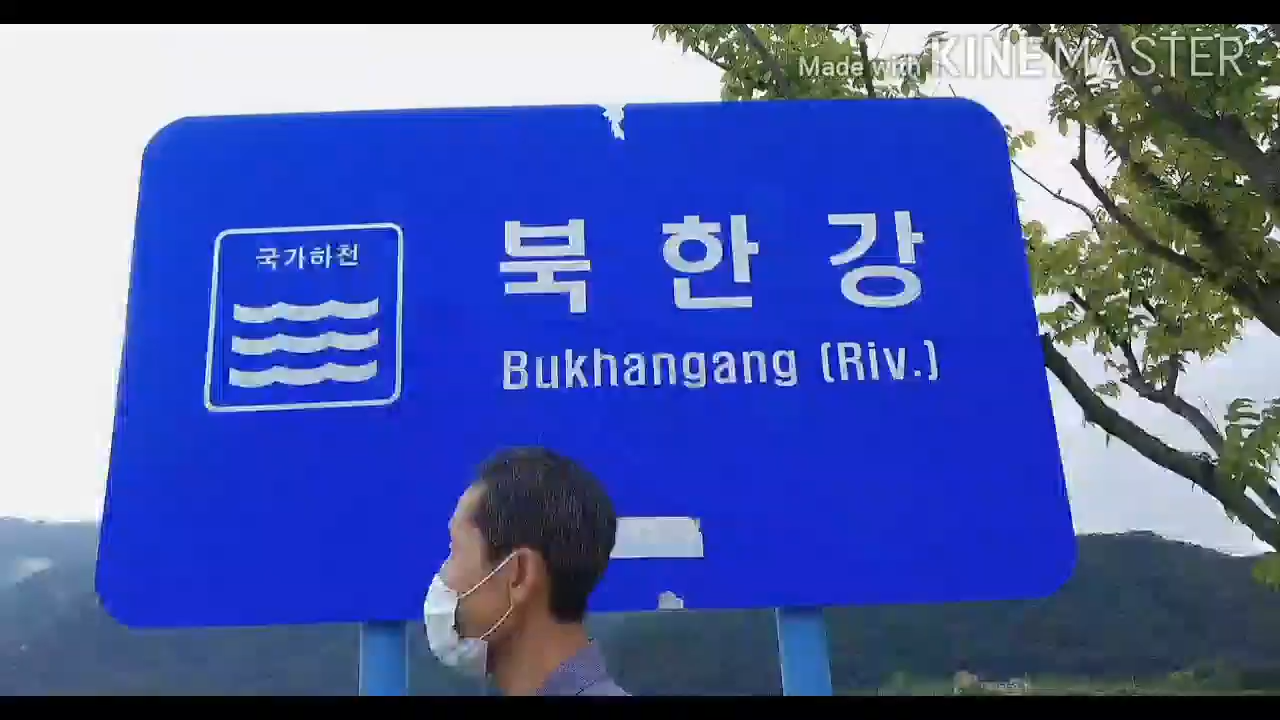 Made with KINEMASTER
국가하천
북한강
Bukhangang (Riv.)